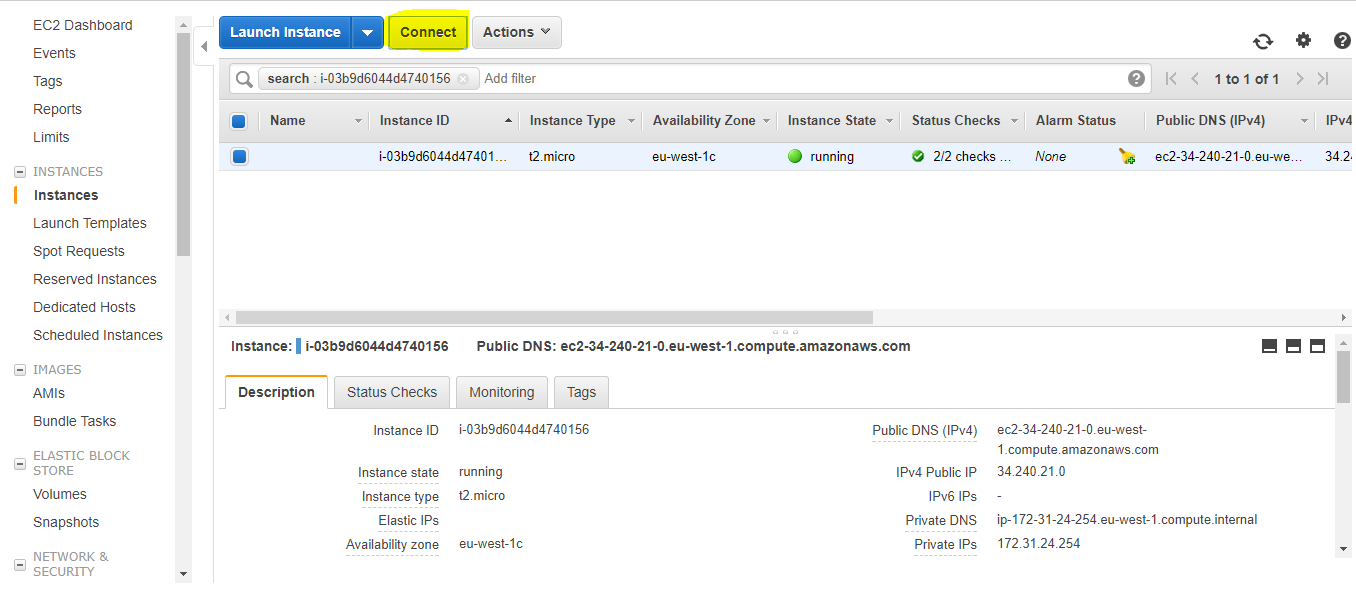 EC2 Dashboard
Events
Tags
Reports
Limits
INSTANCES
Instances
Launch Templates
Spot Requests
Reserved Instances
Dedicated Hosts
Scheduled Instances
IMAGES
AMIs
Bundle Tasks
ELASTIC BLOCK
STORE
Volumes
Snapshots
NETWORK &
SECURITY
Launch Instance Connect Actions
search : i-03b9d6044d4740156 Add filter 1 to 1 of 1
Name Instance ID Instance Type Availability Zone Instance State Status Checks Alarm Status Public DNS (IPv4) IPv4
i-03b9d6044d47401... t2.micro eu-west-1c running 2/2 checks ... None ec2-34-240-21-0.eu-we... 34.2
Instance: i-03b9d6044d4740156 Public DNS: ec2-34-240-21-0.eu-west-1.compute.amazonaws.com
Description Status Checks Monitoring Tags
Instance ID i-03b9d6044d4740156 Public DNS (IPv4) ec2-34-240-21-0.eu-west-
1.compute.amazonaws.com
Instance state running IPv4 Public IP 34.240.21.0
Instance type t2.micro IPv6 IPs -
Elastic IPs Private DNS ip-172-31-24-254.eu-west-1.compute.internal
Availability zone eu-west-1c Private IPs 172.31.24.254